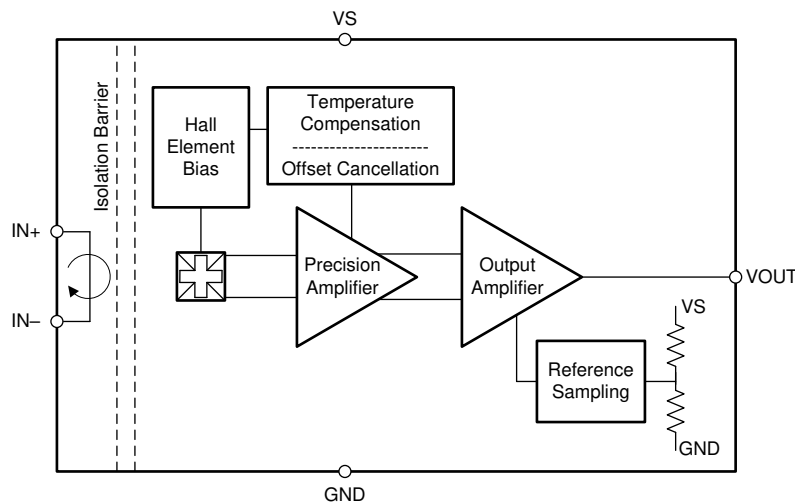 VS
Isolation Barrier
Hall
Element
Bias
Temperature
Compensation
Offset Cancellation
IN+
IN–
Precision
Amplifier
Output
Amplifier
VOUT
VS
Reference
Sampling
GND
GND